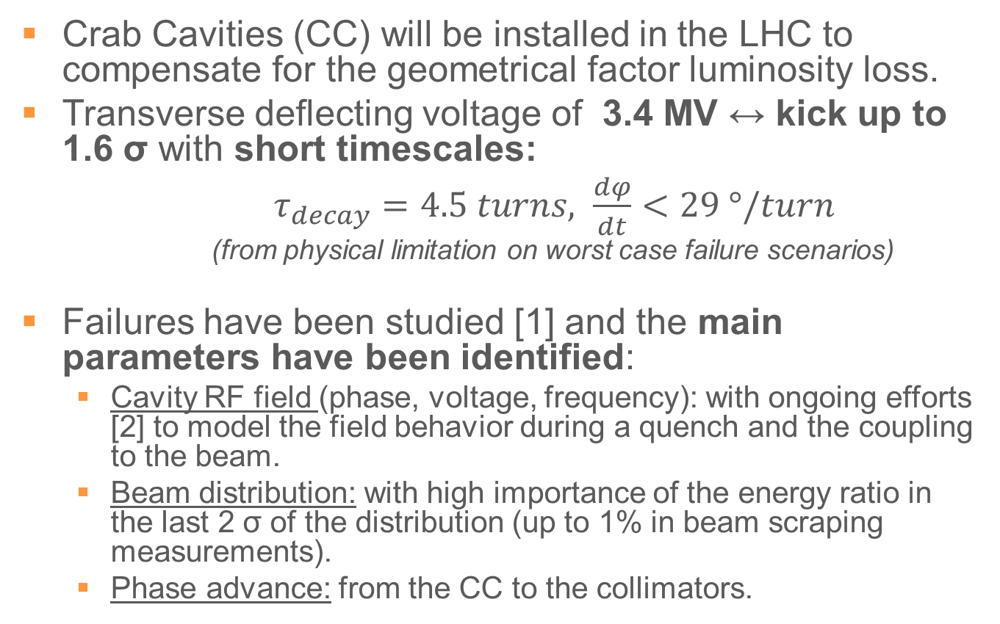 ▪ Crab Cavities (CC) will be installed in the LHC to
compensate for the geometrical factor luminosity loss.
▪ Transverse deflecting voltage of 3.4 MV ↔ kick up to
1.6 σ with short timescales:
τ_decay = 4.5 turns, dφ/dt < 29 °/turn
(from physical limitation on worst case failure scenarios)
▪ Failures have been studied [1] and the main
parameters have been identified:
▪ Cavity RF field (phase, voltage, frequency): with ongoing efforts
[2] to model the field behavior during a quench and the coupling
to the beam.
▪ Beam distribution: with high importance of the energy ratio in
the last 2 σ of the distribution (up to 1% in beam scraping
measurements).
▪ Phase advance: from the CC to the collimators.